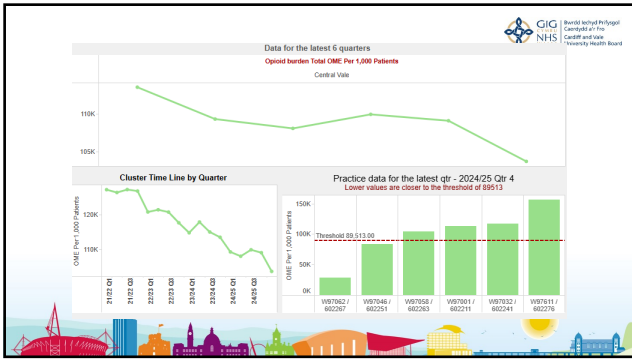 GIG
CYMRU
NHS
Bwrdd Iechyd Prifysgol
Caerdydd a'r Fro
Cardiff and Vale
University Health Board
Data for the latest 6 quarters
Opioid burden Total OME Per 1,000 Patients
Central Vale
110K
105K
Cluster Time Line by Quarter
OME Per 1,000 Patients
120K
110K
21/22 Q1
21/22 Q3
22/23 Q1
22/23 Q3
23/24 Q1
23/24 Q3
24/25 Q1
24/25 Q3
Practice data for the latest qtr - 2024/25 Qtr 4
Lower values are closer to the threshold of 89513
OME Per 1,000 Patients
150K
100K
50K
0K
Threshold 89,513.00
W97062 /
602267
W97046 /
602251
W97058 /
602263
W97001 /
602211
W97032 /
602241
W97611 /
602276